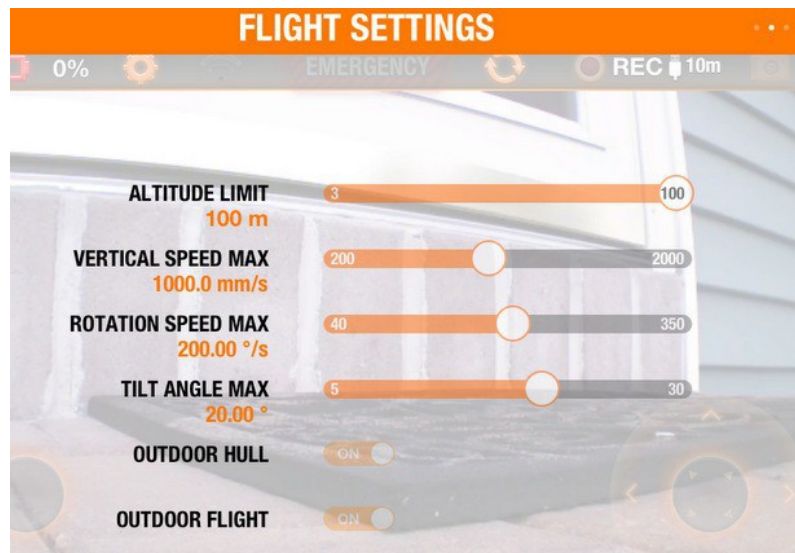 FLIGHT SETTINGS
0% EMERGENCY REC 10m
ALTITUDE LIMIT 3 100
100 m
VERTICAL SPEED MAX 200 2000
1000.0 mm/s
ROTATION SPEED MAX 40 350
200.00 °/s
TILT ANGLE MAX 5 30
20.00 °
OUTDOOR HULL ON
OUTDOOR FLIGHT ON